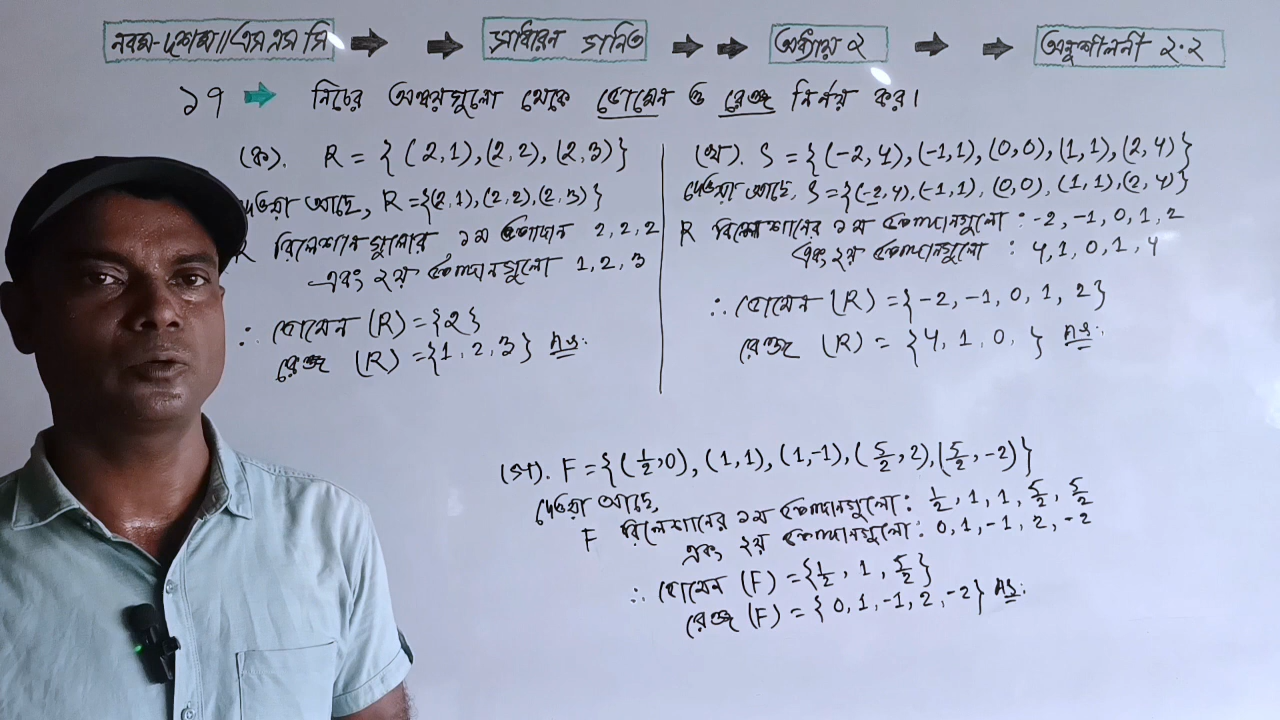 নবম-দশম//এস এস সি
সাধারন গনিত
অধ্যায় ২
অনুশীলনী ২.২
১৭ নিচের অন্বয়গুলো থেকে ডোমেন ও রেঞ্জ নির্নয় কর।
(ক). R = {(2,1),(2,2),(2,3)}
দেওয়া আছে, R={(2,1),(2,2),(2,3)}
R রিলেশান গুলোর ১ম উপাদান 2,2,2
এবং ২য় উপাদানগুলো 1,2,3
∴ ডোমেন (R) = {2}
রেঞ্জ (R) = {1,2,3} Ans:
(খ). S = {(-2,4),(-1,1),(0,0),(1,1),(2,4)}
দেওয়া আছে, S={(-2,4),(-1,1),(0,0),(1,1),(2,4)}
R রিলেশানের ১ম উপাদানগুলো : -2, -1, 0, 1, 2
এবং ২য় উপাদানগুলো : 4, 1, 0, 1, 4
∴ ডোমেন (R) = {-2, -1, 0, 1, 2}
রেঞ্জ (R) = {4, 1, 0, } Ans:
(গ). F = {(1/2,0), (1,1), (1,-1), (5/2,2), (5/2,-2)}
দেওয়া আছে,
F রিলেশানের ১ম উপাদানগুলো : 1/2, 1, 1, 5/2, 5/2
এবং ২য় উপাদানগুলো : 0, 1, -1, 2, -2
∴ ডোমেন (F) = {1/2, 1, 5/2}
রেঞ্জ (F) = {0, 1, -1, 2, -2} Ans: